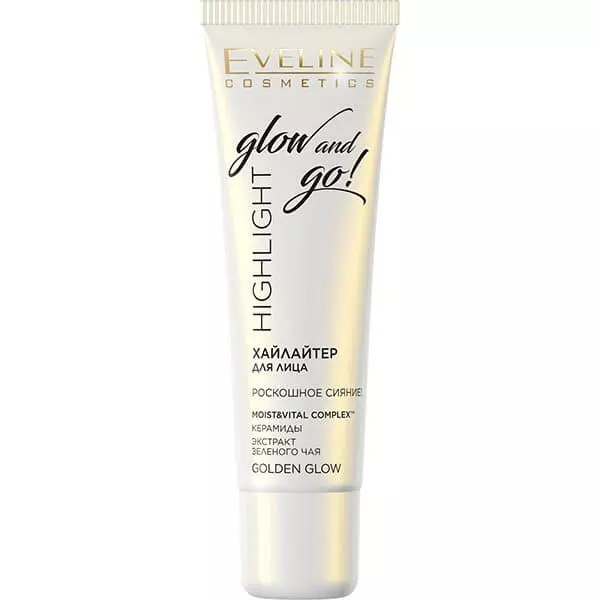 EVELINE
COSMETICS
glow and
go!
HIGHLIGHT
ХАЙЛАЙТЕР
ДЛЯ ЛИЦА
РОСКОШНОЕ СИЯНИЕ!
MOIST&VITAL COMPLEX™
КЕРАМИДЫ
ЭКСТРАКТ
ЗЕЛЕНОГО ЧАЯ
GOLDEN GLOW